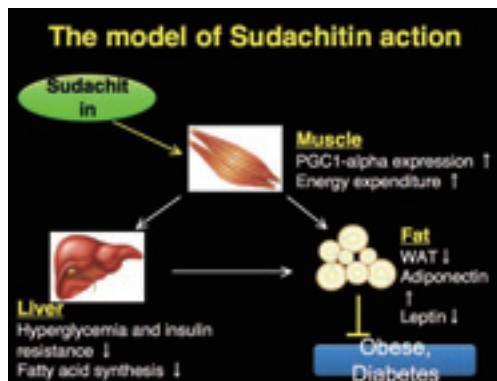 The model of Sudachitin action
Sudachit
in
Muscle
PGC1-alpha expression ↑
Energy expenditure ↑
Fat
WAT ↓
Adiponectin
↑
Leptin ↓
Liver
Hyperglycemia and insulin
resistance ↓
Fatty acid synthesis ↓
Obese,
Diabetes